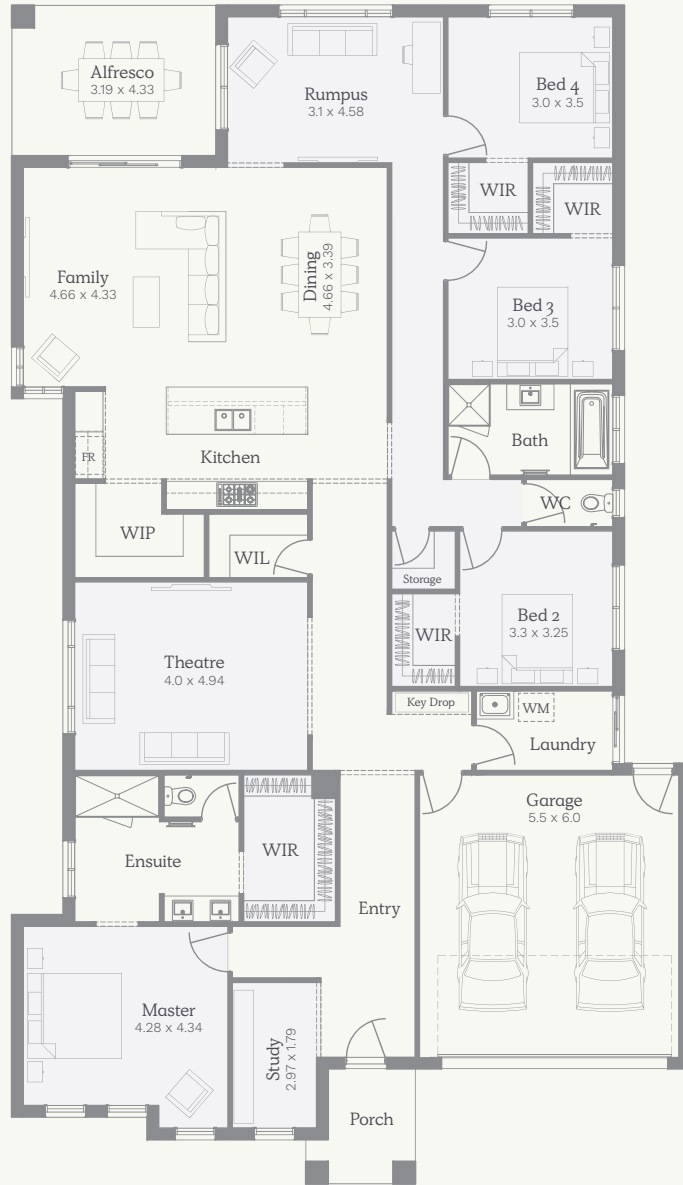 Alfresco
3.19 x 4.33
Rumpus
3.1 x 4.58
Bed 4
3.0 x 3.5
WIR
WIR
Family
4.66 x 4.33
Dining
4.66 x 3.39
Bed 3
3.0 x 3.5
Bath
FR
Kitchen
WC
WIP
WIL
Storage
WIR
Bed 2
3.3 x 3.25
Theatre
4.0 x 4.94
Key Drop
WM
Laundry
Garage
5.5 x 6.0
Ensuite
WIR
Entry
Master
4.28 x 4.34
Study
2.97 x 1.79
Porch